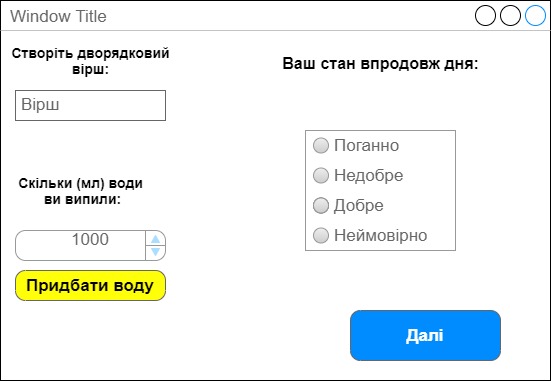 Window Title
Створіть дворядковий
вірш:
Вірш
Скільки (мл) води
ви випили:
1000
Придбати воду
Ваш стан впродовж дня:
Поганно
Недобре
Добре
Неймовірно
Далі